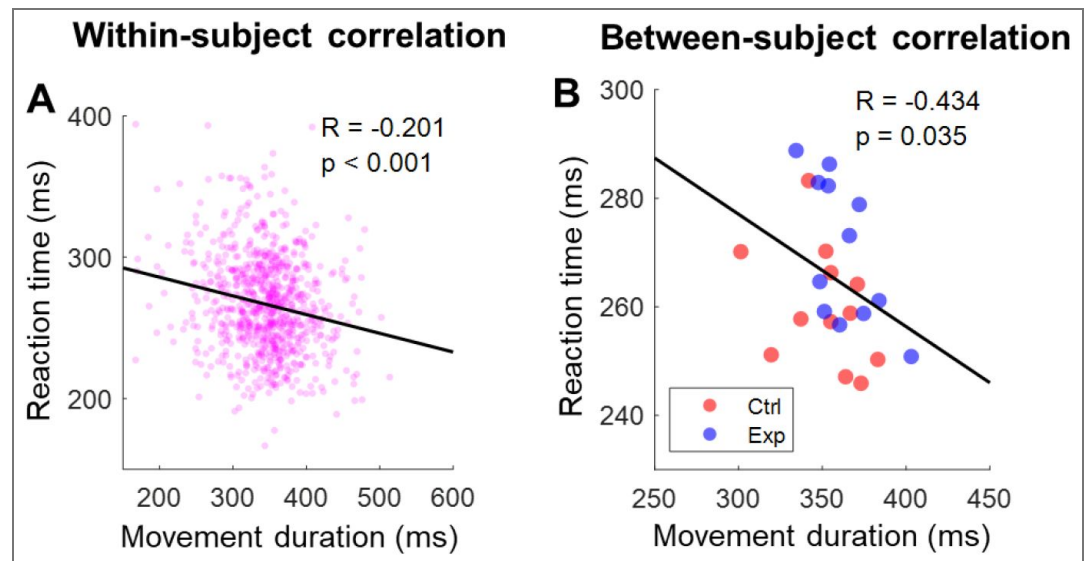 Within-subject correlation
A
R = -0.201
p < 0.001
400
300
200
Reaction time (ms)
200 300 400 500 600
Movement duration (ms)
Between-subject correlation
B
R = -0.434
p = 0.035
300
280
260
240
Reaction time (ms)
Ctrl
Exp
250 300 350 400 450
Movement duration (ms)